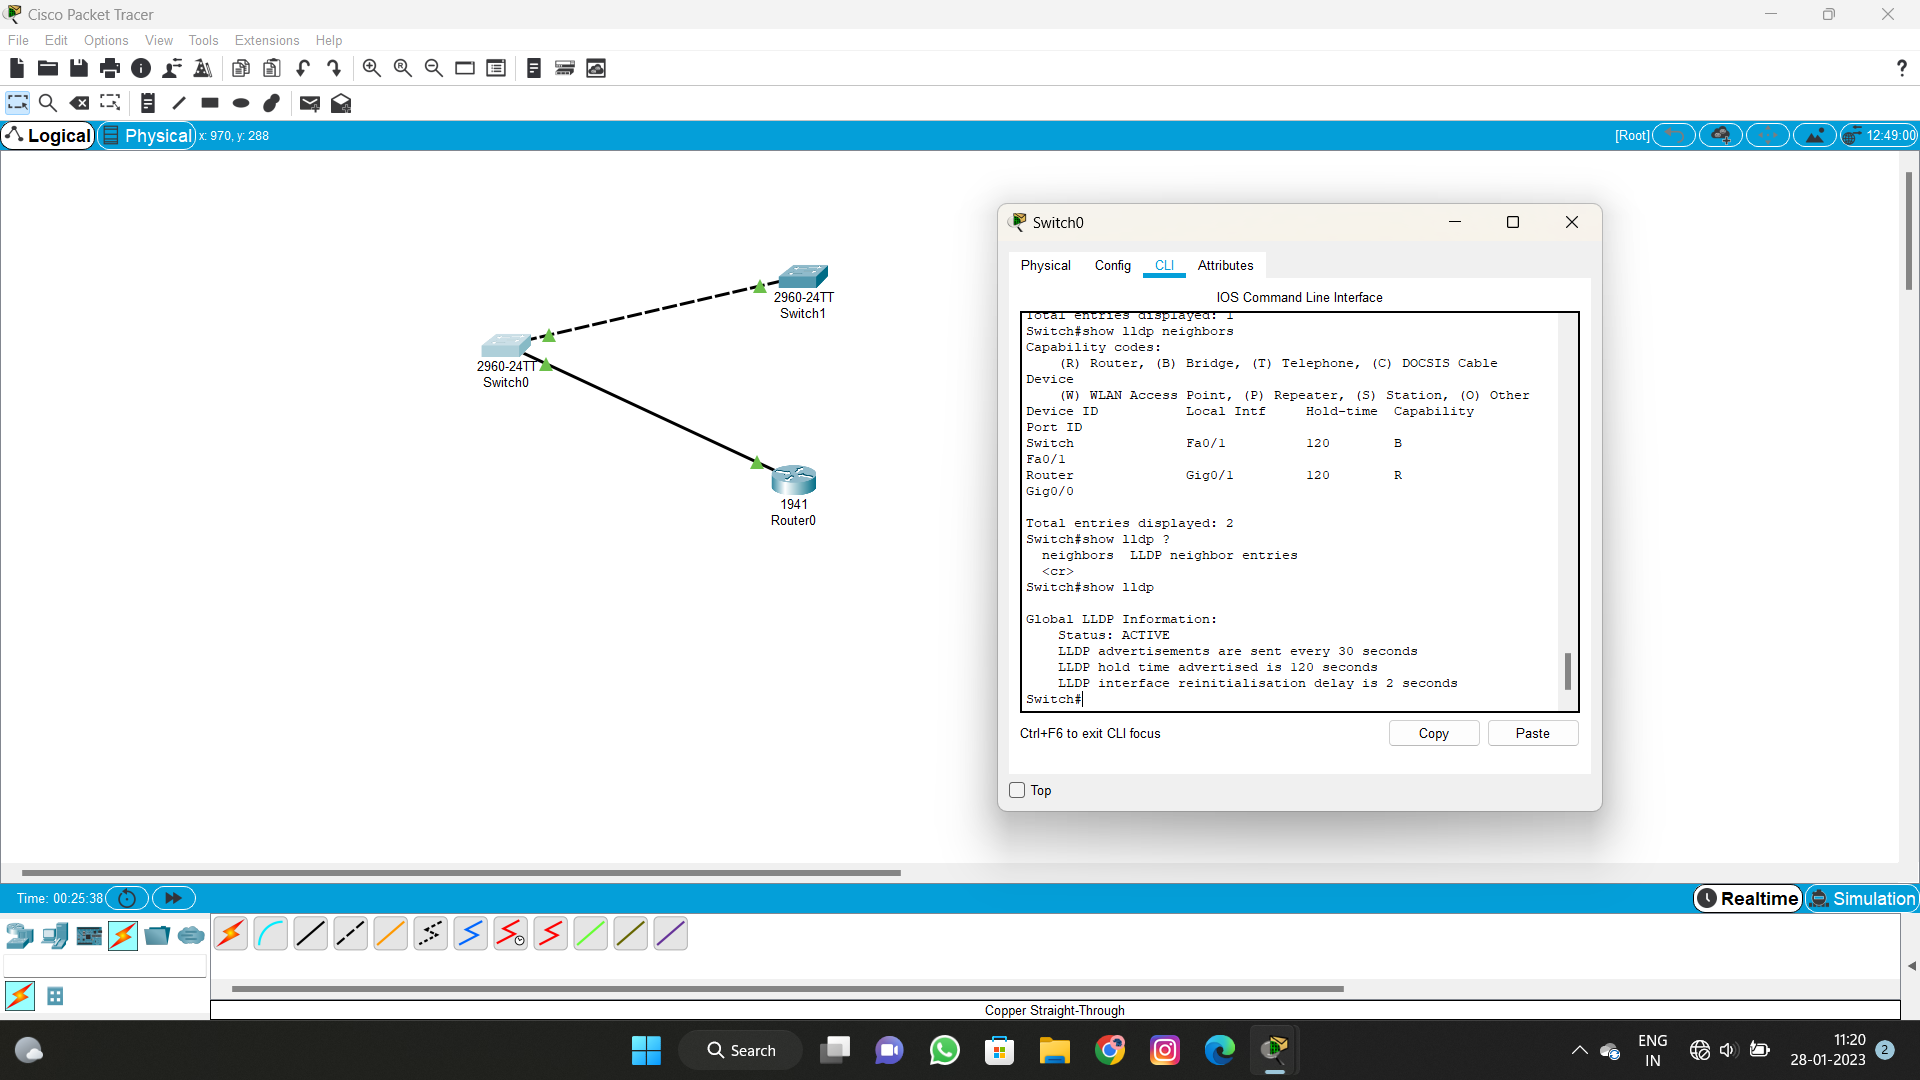 Cisco Packet Tracer
File Edit Options View Tools Extensions Help
?
Logical Physical x: 970, y: 288 [Root] 12:49:00
2960-24TT
Switch1
2960-24TT
Switch0
1941
Router0
Switch0
Physical Config CLI Attributes
IOS Command Line Interface
Total entries displayed: 1
Switch#show lldp neighbors
Capability codes:
(R) Router, (B) Bridge, (T) Telephone, (C) DOCSIS Cable
Device
(W) WLAN Access Point, (P) Repeater, (S) Station, (O) Other
Device ID Local Intf Hold-time Capability
Port ID
Switch Fa0/1 120 B
Fa0/1
Router Gig0/1 120 R
Gig0/0
Total entries displayed: 2
Switch#show lldp ?
neighbors LLDP neighbor entries
<cr>
Switch#show lldp
Global LLDP Information:
Status: ACTIVE
LLDP advertisements are sent every 30 seconds
LLDP hold time advertised is 120 seconds
LLDP interface reinitialisation delay is 2 seconds
Switch#
Ctrl+F6 to exit CLI focus
Copy Paste
Top
Time: 00:25:38 Realtime Simulation
Copper Straight-Through
Search
ENG
IN
11:20
28-01-2023
2